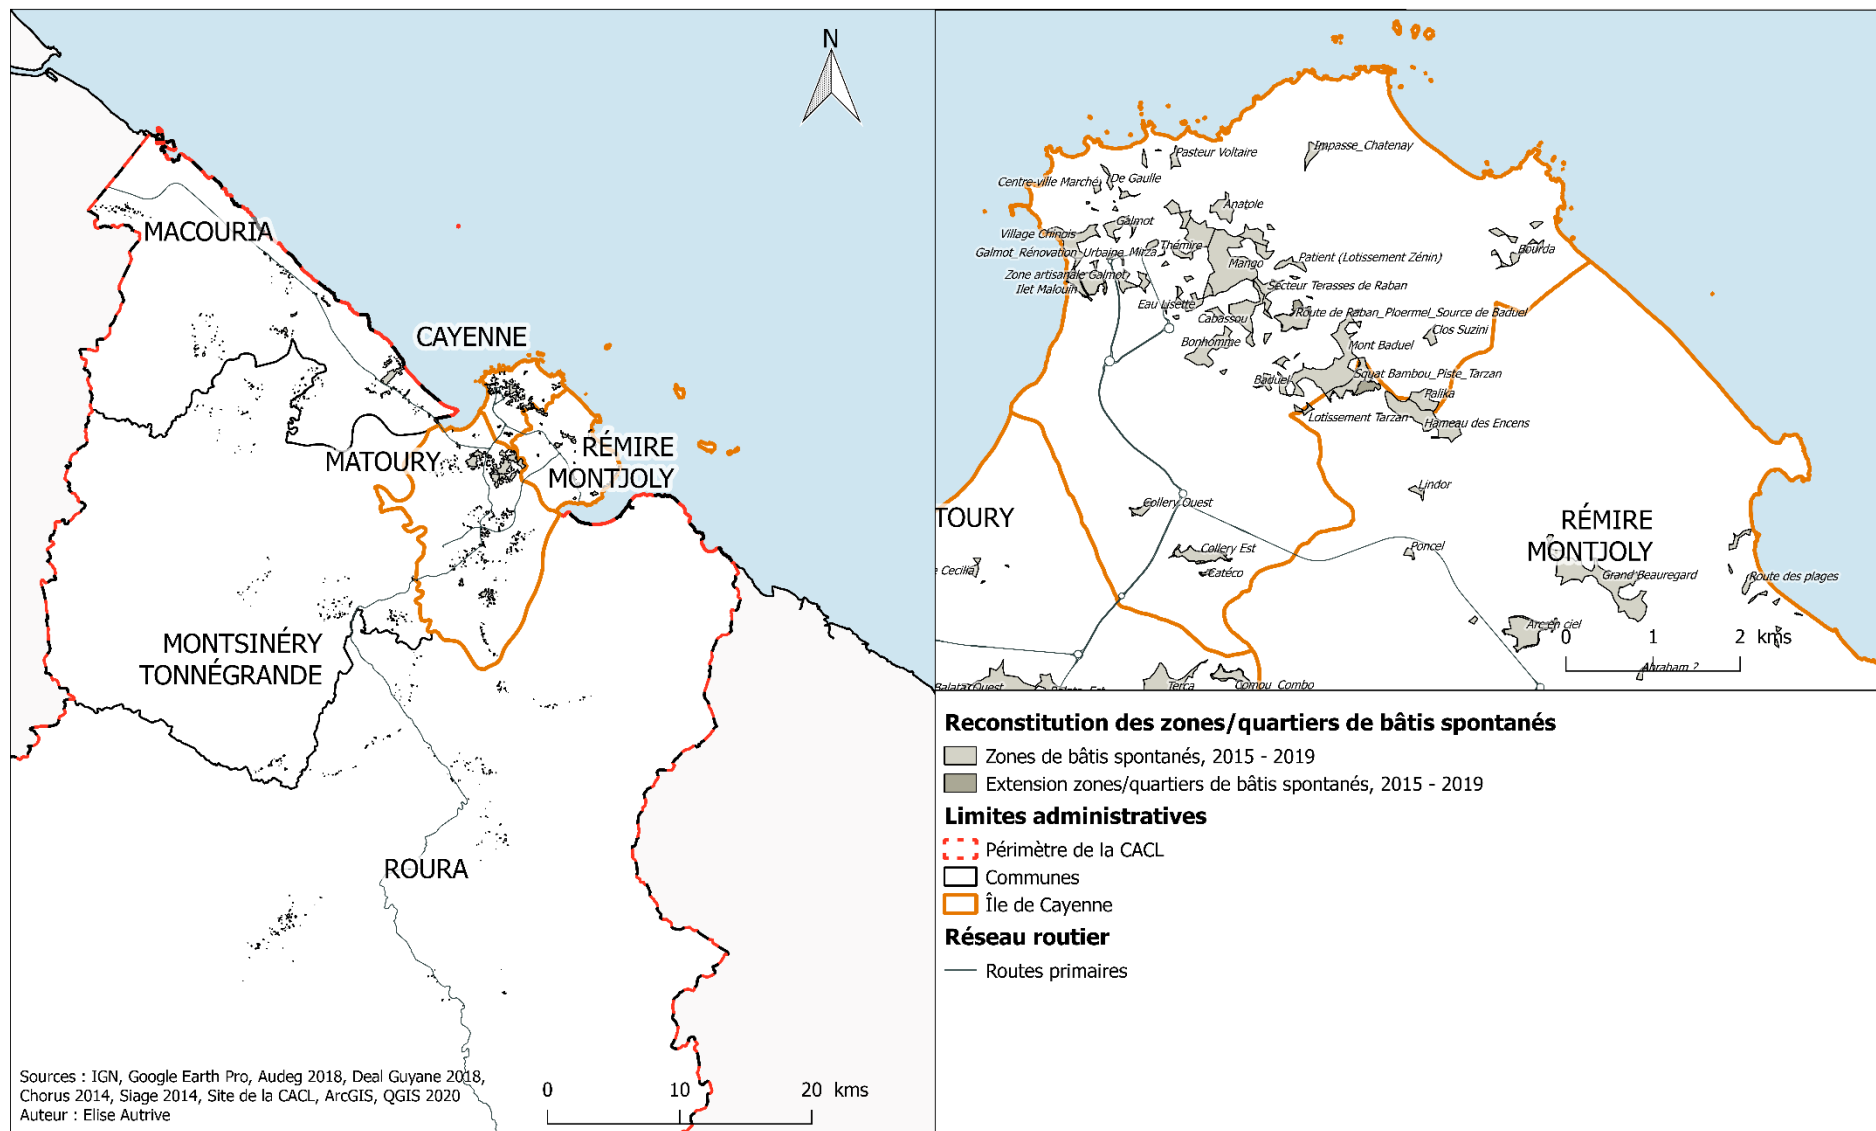 N
MACOURIA
CAYENNE
MATOURY
RÉMIRE
MONTJOLY
MONTSINÉRY
TONNÉGRANDE
ROURA
Sources : IGN, Google Earth Pro, Audeg 2018, Deal Guyane 2018,
Chorus 2014, Siage 2014, Site de la CACL, ArcGIS, QGIS 2020
Auteur : Elise Autrive
0 10 20 kms
Pasteur Voltaire
Impasse_Chatenay
Centre-ville Marché
De Gaulle
Anatole
Galmot
Village Chinois
Thémire
Galmot_Rénovation_Urbaine_Mirza
Bourda
Mango
Patient (Lotissement Zénin)
Zone artisanale Galmot
Ilet Malouin
Secteur Terasses de Raban
Eau Lisette
Cabassou
Route de Raban_Ploermel_Source de Baduel
Clos Suzini
Bonhomme
Mont Baduel
Baduel
Squat Bambou_Piste_Tarzan
Palika
Lotissement Tarzan
Hameau des Encens
Lindor
Collery Ouest
TOURY
RÉMIRE
MONTJOLY
Collery Est
Poncel
e Cecilia
Catéco
Grand Beauregard
Route des plages
Arc en ciel
0 1 2 kms
Abraham ?
Balata Ouest
Terca
Comou_Combo
Reconstitution des zones/quartiers de bâtis spontanés
Zones de bâtis spontanés, 2015 - 2019
Extension zones/quartiers de bâtis spontanés, 2015 - 2019
Limites administratives
Périmètre de la CACL
Communes
Île de Cayenne
Réseau routier
Routes primaires